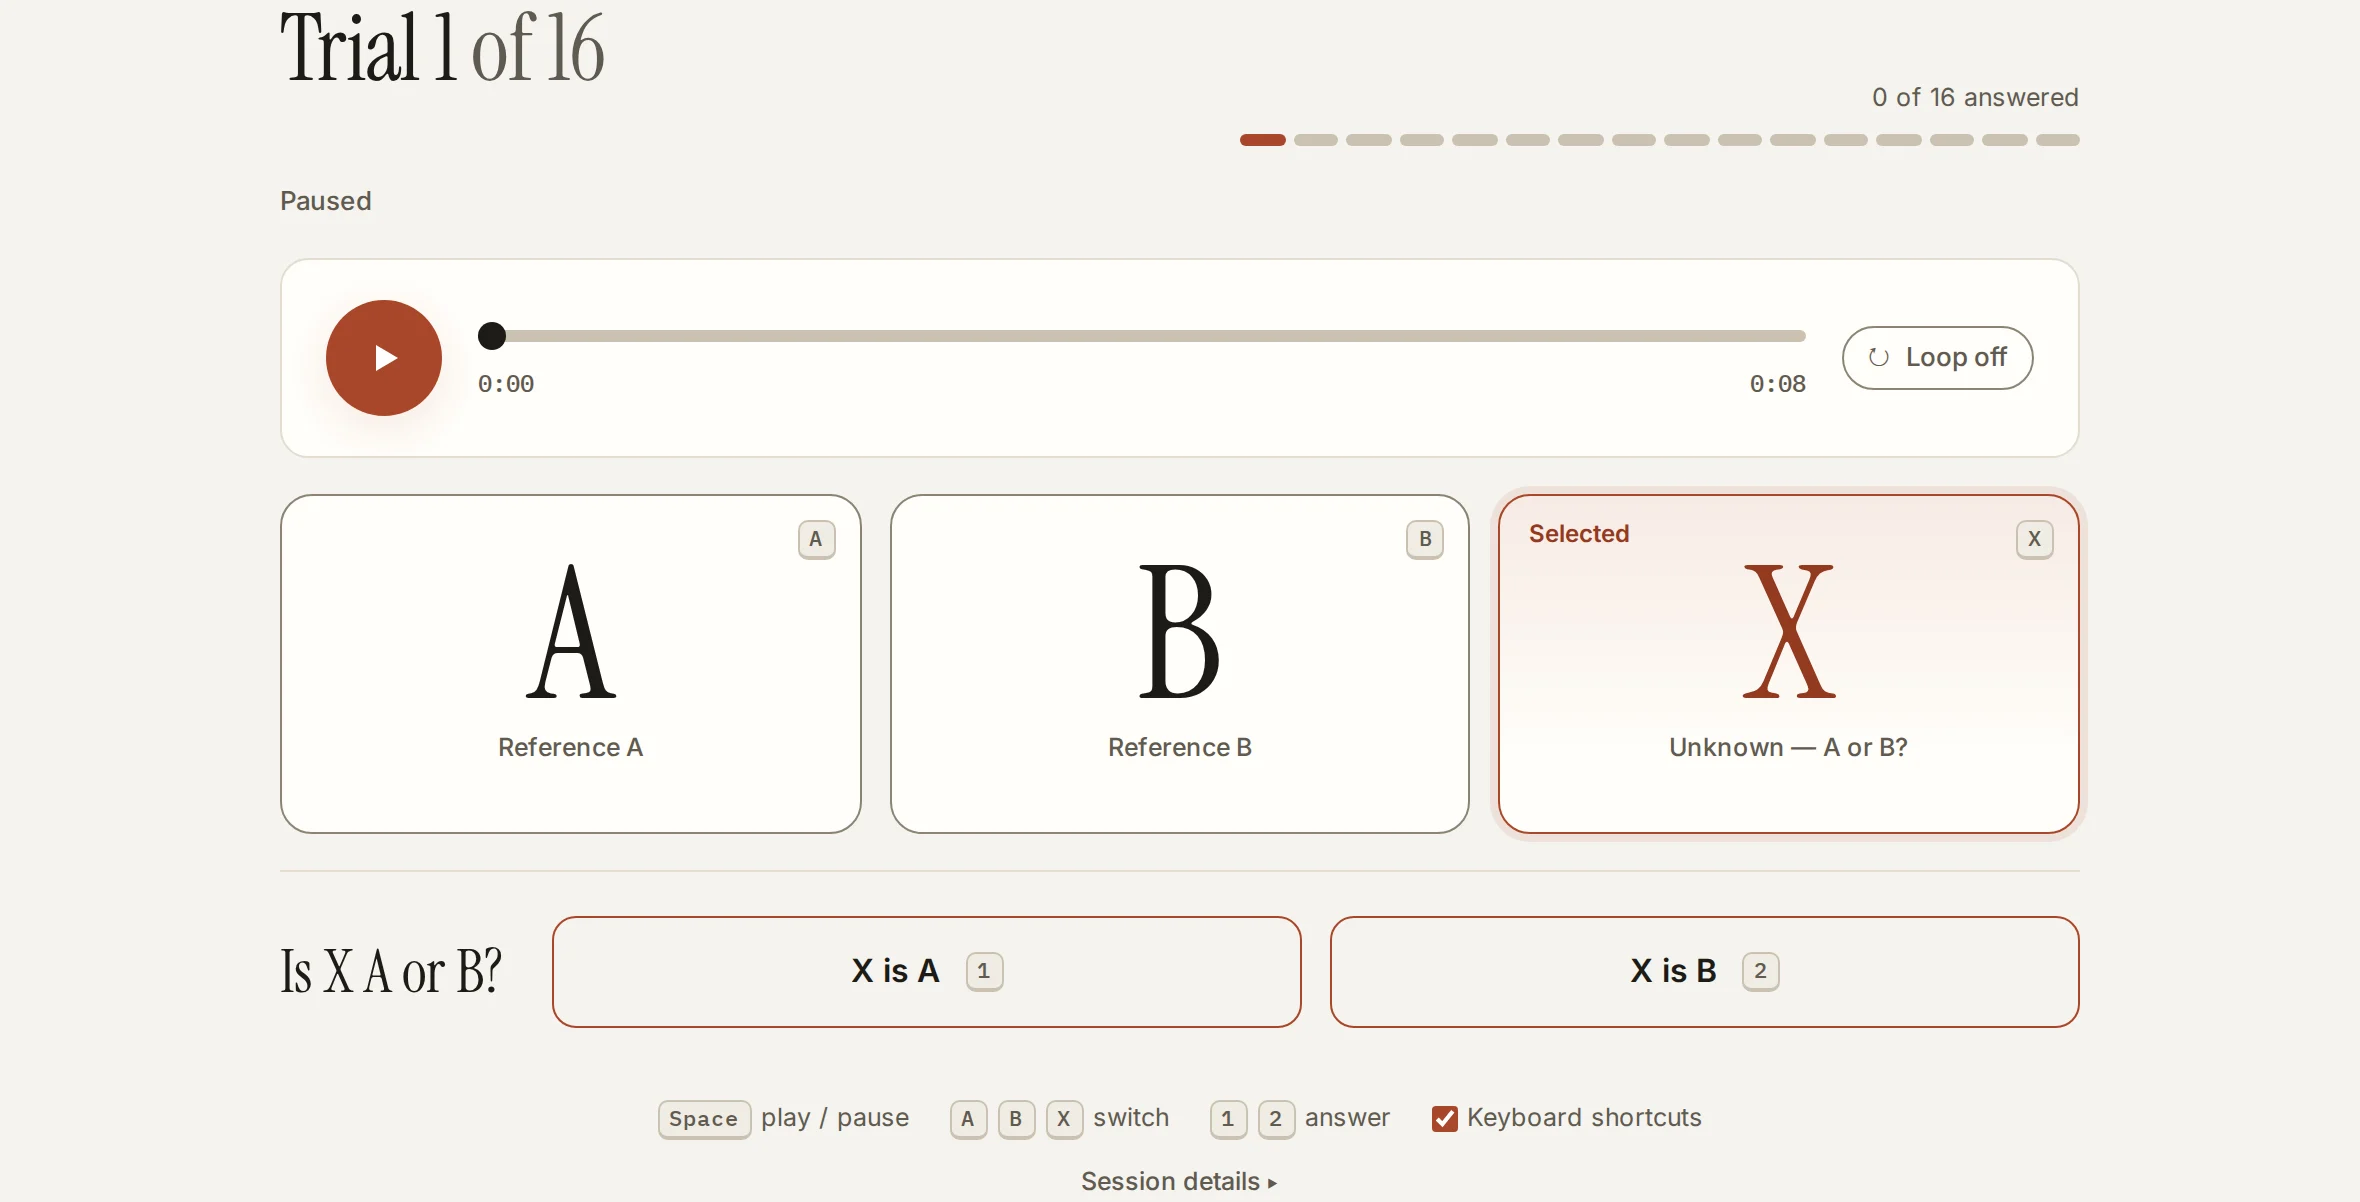 Trial 1 of 16
0 of 16 answered
Paused
0:00
0:08
Loop off
A
B
Selected
X
A
B
X
Reference A
Reference B
Unknown — A or B?
Is X A or B?
X is A 1
X is B 2
Space play / pause A B X switch 1 2 answer Keyboard shortcuts
Session details ▸